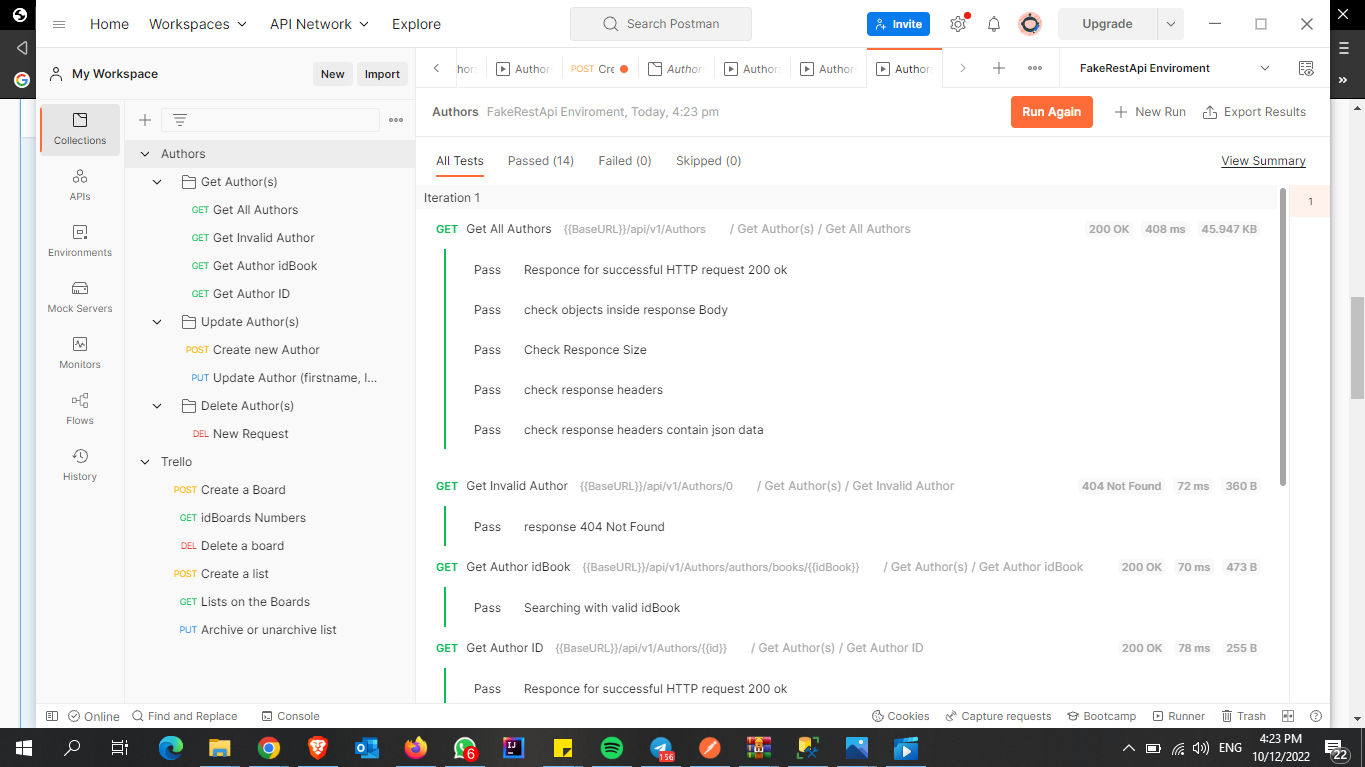 Home Workspaces API Network Explore Search Postman Invite Upgrade
My Workspace New Import
Author POST Cre Author Author Author Author FakeRestApi Enviroment
Authors FakeRestApi Enviroment, Today, 4:23 pm Run Again New Run Export Results
All Tests Passed (14) Failed (0) Skipped (0) View Summary
Collections
APIs
Environments
Mock Servers
Monitors
Flows
History
Authors
Get Author(s)
GET Get All Authors
GET Get Invalid Author
GET Get Author idBook
GET Get Author ID
Update Author(s)
POST Create new Author
PUT Update Author (firstname, l...
Delete Author(s)
DEL New Request
Trello
POST Create a Board
GET idBoards Numbers
DEL Delete a board
POST Create a list
GET Lists on the Boards
PUT Archive or unarchive list
Iteration 1
1
GET Get All Authors {{BaseURL}}/api/v1/Authors / Get Author(s) / Get All Authors 200 OK 408 ms 45.947 KB
Pass Responce for successful HTTP request 200 ok
Pass check objects inside response Body
Pass Check Responce Size
Pass check response headers
Pass check response headers contain json data
GET Get Invalid Author {{BaseURL}}/api/v1/Authors/0 / Get Author(s) / Get Invalid Author 404 Not Found 72 ms 360 B
Pass response 404 Not Found
GET Get Author idBook {{BaseURL}}/api/v1/Authors/authors/books/{{idBook}} / Get Author(s) / Get Author idBook 200 OK 70 ms 473 B
Pass Searching with valid idBook
GET Get Author ID {{BaseURL}}/api/v1/Authors/{{id}} / Get Author(s) / Get Author ID 200 OK 78 ms 255 B
Pass Responce for successful HTTP request 200 ok
Online Find and Replace Console Cookies Capture requests Bootcamp Runner Trash
6 156 ENG 4:23 PM
10/12/2022 22